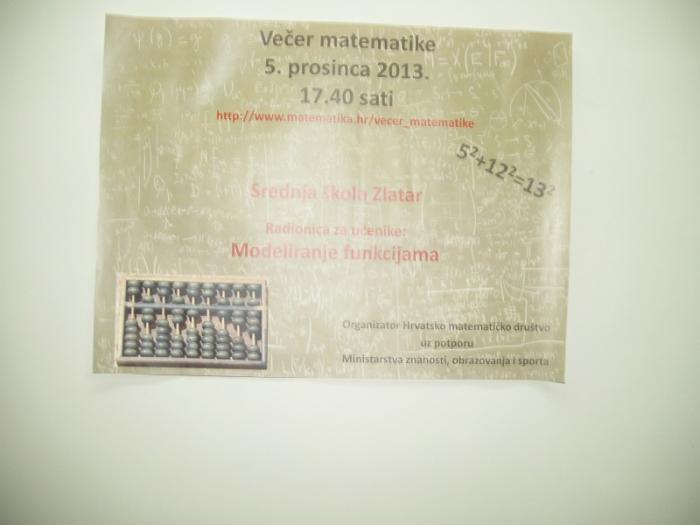 Večer matematike
5. prosinca 2013.
17.40 sati
http://www.matematika.hr/vecer_matematike
5²+12²=13²
Srednja škola Zlatar
Radionica za učenike:
Modeliranje funkcijama
Organizator Hrvatsko matematičko društvo
uz potporu
Ministarstva znanosti, obrazovanja i sporta